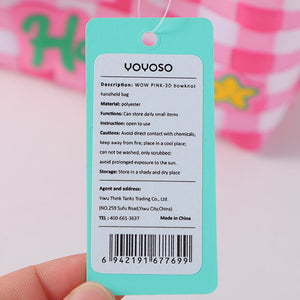 YOYOSO
Description: WOW PINK-3D bowknot
handheld bag
Material: polyester
Functions: Can store daily small items
Instruction: open to use
Cautions: Avoid direct contact with chemicals;
keep away from fire; place in a cool place;
can not be washed, only scrubbed;
avoid prolonged exposure to the sun.
Storage: Store in a shady and dry place
Agent and address:
Yiwu Think Tanks Trading Co., Ltd
(NO.259 SuFu Road,Yiwu City,China)
TEL: 400-661-3637
Made in China
6 942191 677699